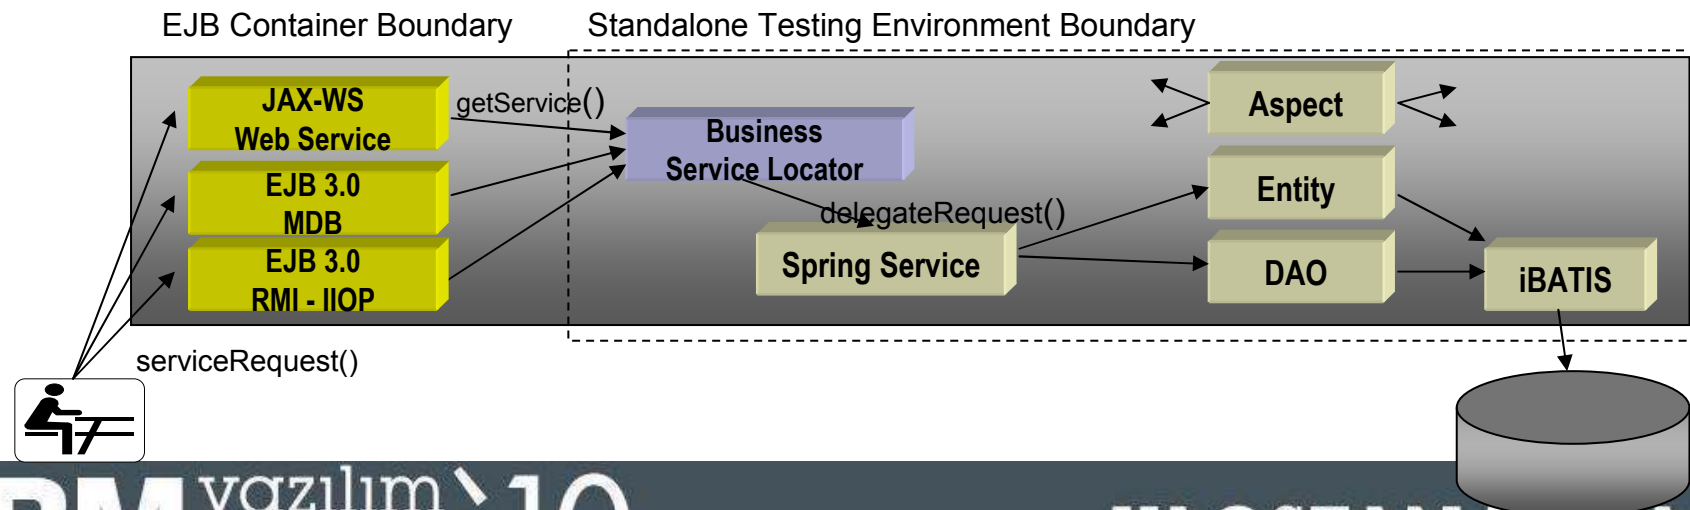 EJB Container Boundary
Standalone Testing Environment Boundary
JAX-WS
Web Service
getService()
Business
Service Locator
Aspect
EJB 3.0
MDB
Entity
delegateRequest()
EJB 3.0
RMI - IIOP
Spring Service
DAO
iBATIS
serviceRequest()
yazılım